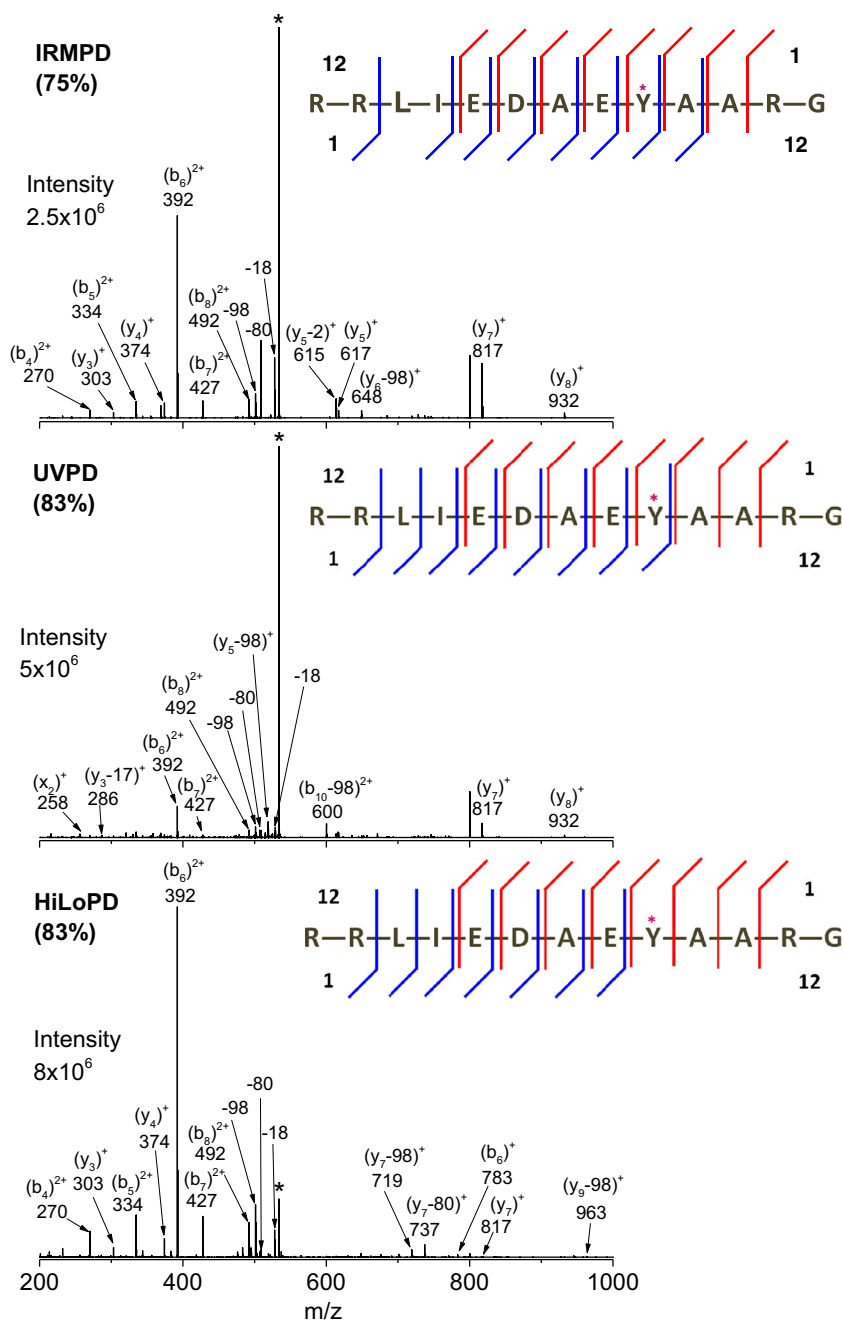 IRMPD
(75%)
*
12
1
R R L I E D A E Y A A R G
*
1
12
Intensity
2.5x10⁶
(b₆)²⁺
392
-18
(b₅)²⁺
334
(b₈)²⁺
492
-98
-80
(y₄)⁺
374
(y₅-2)⁺
615
(y₅)⁺
617
(y₇)⁺
817
(b₄)²⁺
270
(y₃)⁺
303
(b₇)²⁺
427
(y₆-98)⁺
648
(y₈)⁺
932
UVPD
(83%)
*
12
1
R R L I E D A E Y A A R G
*
1
12
Intensity
5x10⁶
(y₅-98)⁺
(b₈)²⁺
492
-80
-98
-18
(b₆)²⁺
392
(x₂)⁺
258
(y₃-17)⁺
286
(b₇)²⁺
427
(b₁₀-98)²⁺
600
(y₇)⁺
817
(y₈)⁺
932
HiLoPD
(83%)
(b₆)²⁺
392
12
1
R R L I E D A E Y A A R G
*
1
12
Intensity
8x10⁶
-80
-98
(y₄)⁺
374
(b₈)²⁺
492
-18
*
(b₄)²⁺
270
(y₃)⁺
303
(b₅)²⁺
334
(b₇)²⁺
427
(y₇-98)⁺
719
(y₇-80)⁺
737
(b₆)⁺
783
(y₇)⁺
817
(y₉-98)⁺
963
200 400 600 800 1000
m/z